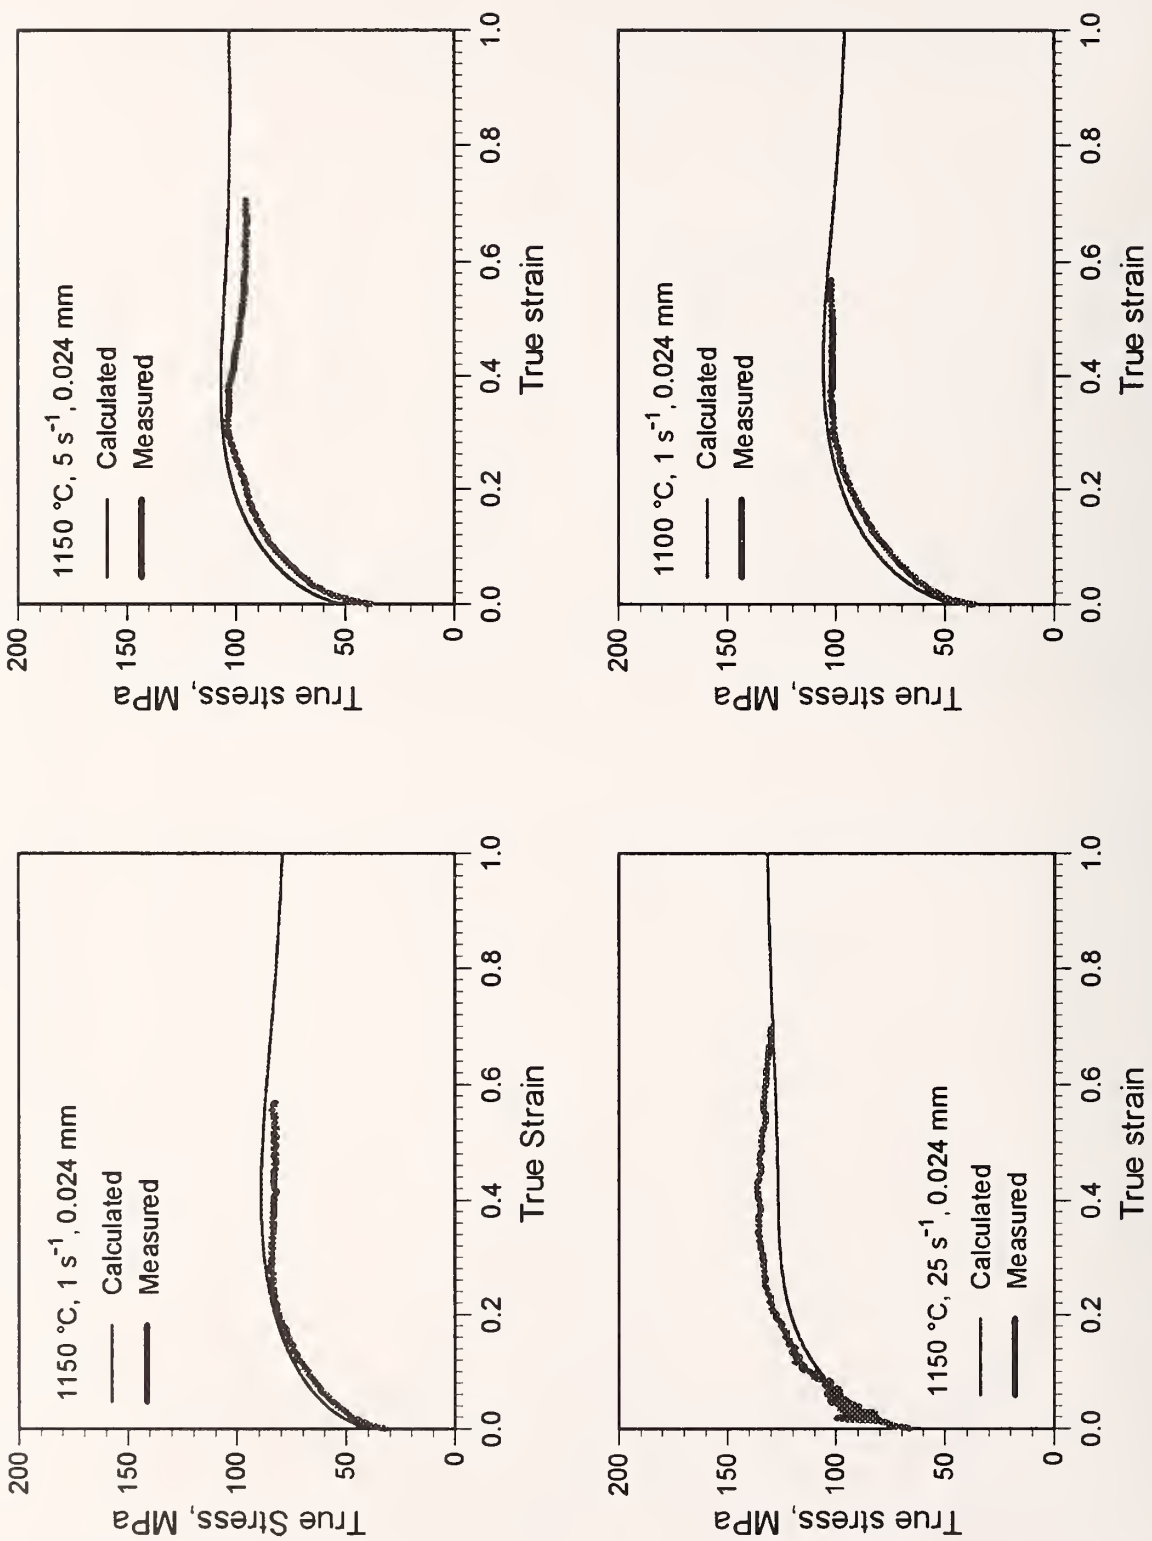 1150 °C, 1 s⁻¹, 0.024 mm
Calculated
Measured
True Stress, MPa
200
150
100
50
0
0.0
0.2
0.4
0.6
0.8
1.0
True Strain
1150 °C, 5 s⁻¹, 0.024 mm
Calculated
Measured
True stress, MPa
200
150
100
50
0
0.0
0.2
0.4
0.6
0.8
1.0
True strain
1150 °C, 25 s⁻¹, 0.024 mm
Calculated
Measured
True stress, MPa
200
150
100
50
0
0.0
0.2
0.4
0.6
0.8
1.0
True strain
1100 °C, 1 s⁻¹, 0.024 mm
Calculated
Measured
True stress, MPa
200
150
100
50
0
0.0
0.2
0.4
0.6
0.8
1.0
True strain